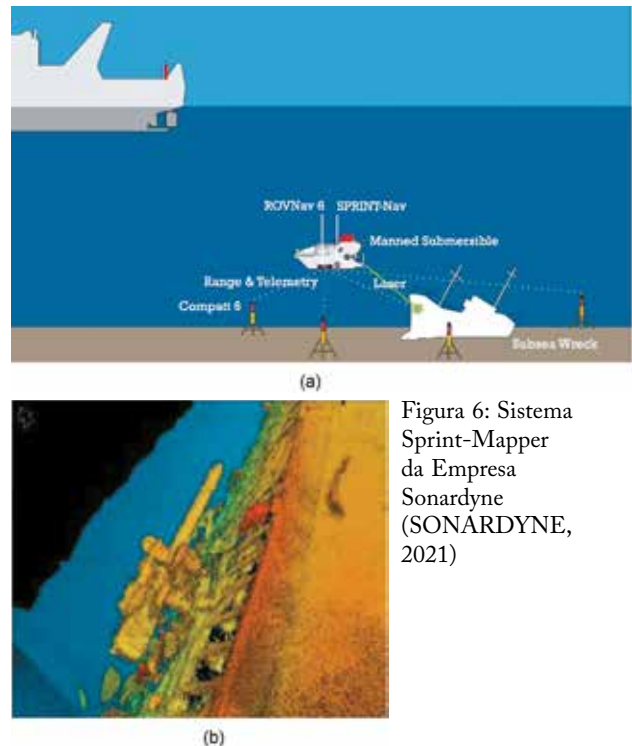 ROVNav 6 SPRINT-Nav
Manned Submersible
Range & Telemetry
Laser
Compatt 6
Subsea Wreck
(a)
Figura 6: Sistema
Sprint-Mapper
da Empresa
Sonardyne
(SONARDYNE,
2021)
(b)